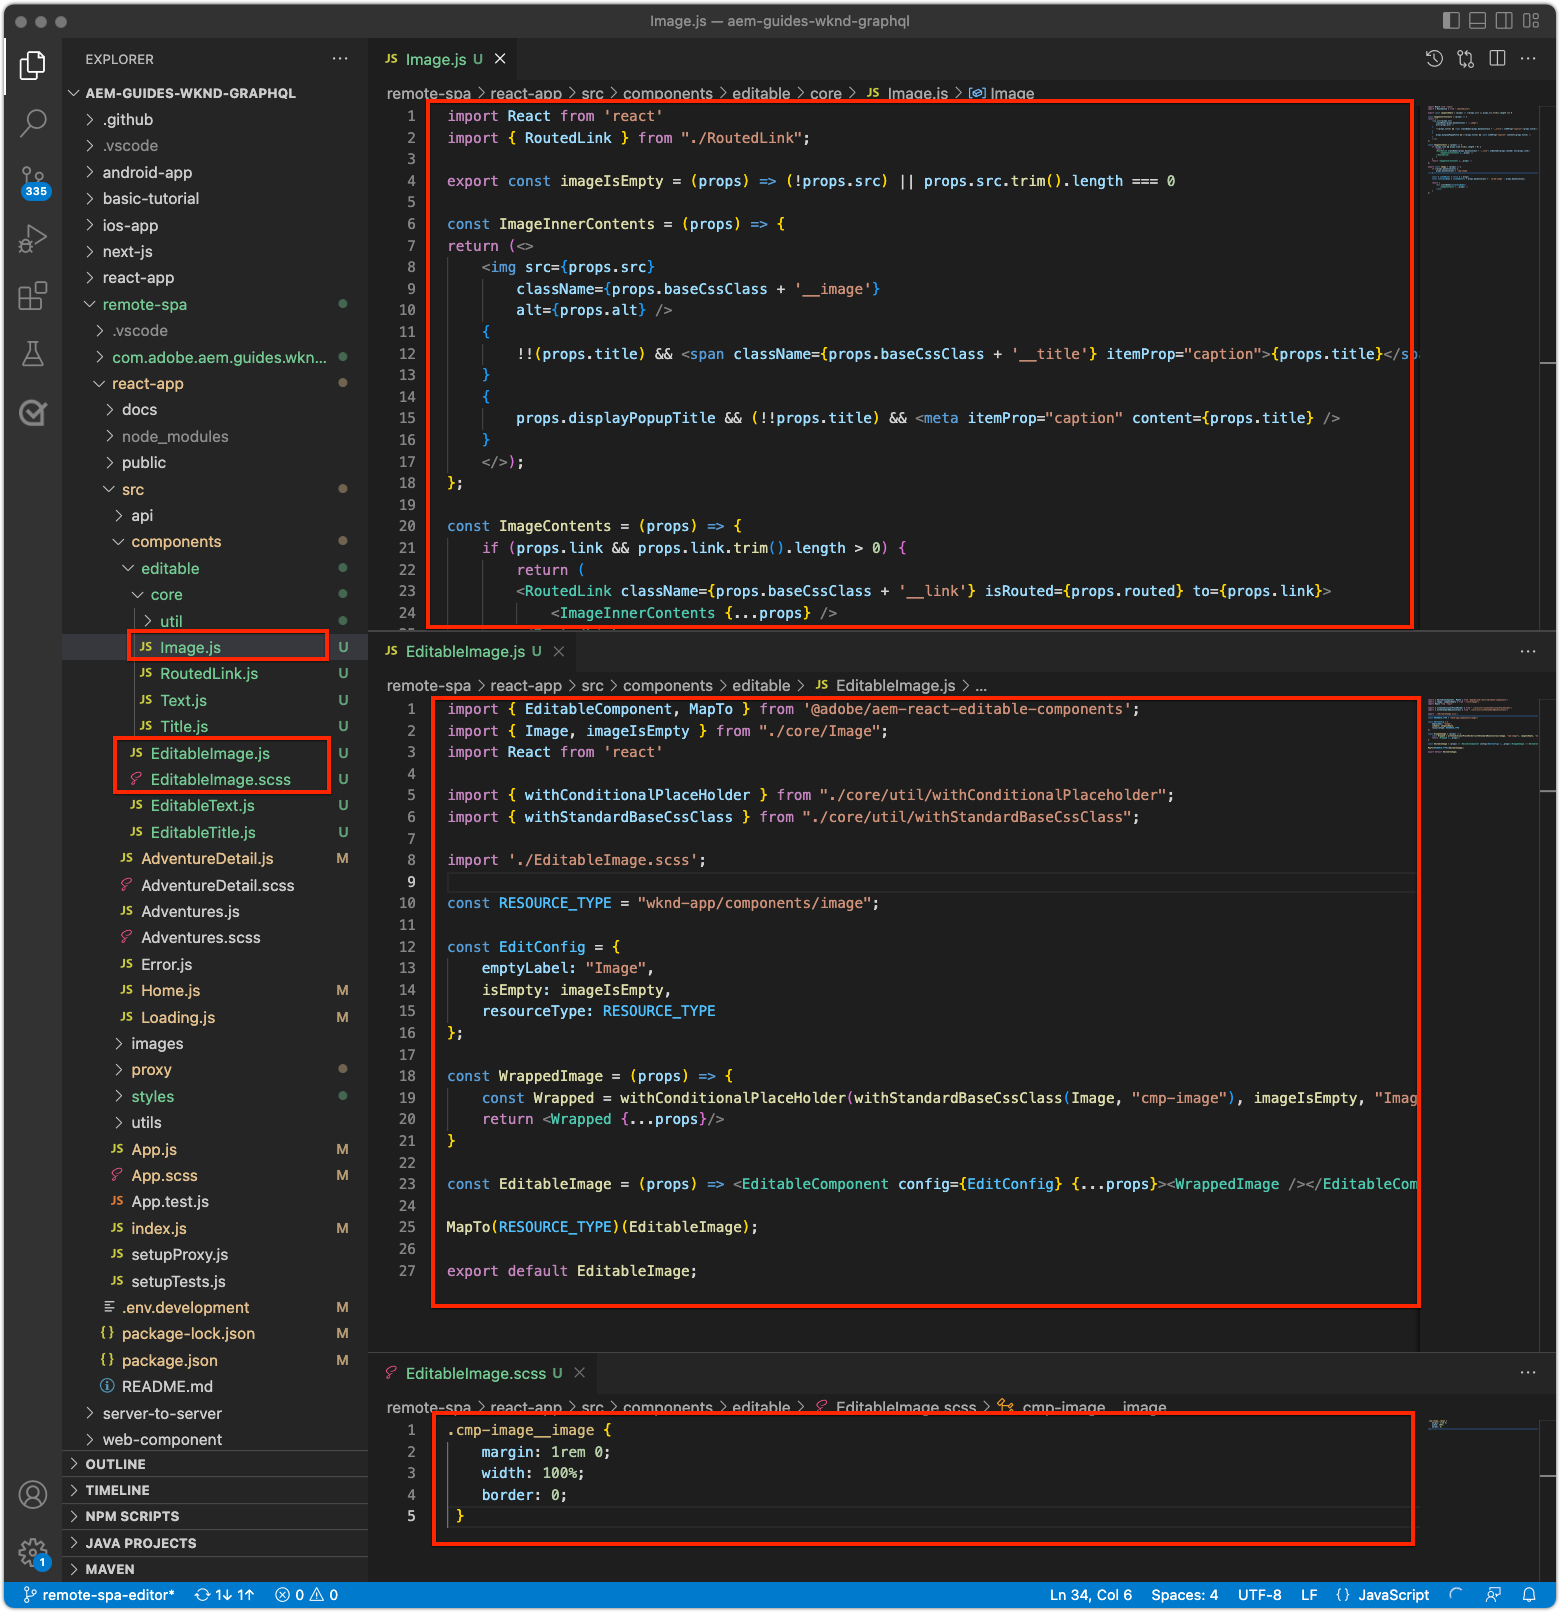 Image.js — aem-guides-wknd-graphql
EXPLORER
AEM-GUIDES-WKND-GRAPHQL
.github
.vscode
android-app
basic-tutorial
ios-app
next-js
react-app
remote-spa
.vscode
com.adobe.aem.guides.wkn...
react-app
docs
node_modules
public
src
api
components
editable
core
util
JS Image.js U
JS RoutedLink.js U
JS Text.js U
JS Title.js U
JS EditableImage.js U
EditableImage.scss U
JS EditableText.js U
JS EditableTitle.js U
JS AdventureDetail.js M
AdventureDetail.scss
JS Adventures.js
Adventures.scss
JS Error.js
JS Home.js M
JS Loading.js M
images
proxy
styles
utils
JS App.js M
App.scss M
JS App.test.js
JS index.js M
JS setupProxy.js
JS setupTests.js
.env.development M
{} package-lock.json M
{} package.json M
README.md
server-to-server
web-component
OUTLINE
TIMELINE
NPM SCRIPTS
JAVA PROJECTS
MAVEN
335
1
JS Image.js U
remote-spa > react-app > src > components > editable > core > JS Image.js > Image
1 import React from 'react'
2 import { RoutedLink } from "./RoutedLink";
3
4 export const imageIsEmpty = (props) => (!props.src) || props.src.trim().length === 0
5
6 const ImageInnerContents = (props) => {
7 return (<>
8 <img src={props.src}
9 className={props.baseCssClass + '__image'}
10 alt={props.alt} />
11 {
12 !!(props.title) && <span className={props.baseCssClass + '__title'} itemProp="caption">{props.title}</sp
13 }
14 {
15 props.displayPopupTitle && (!!props.title) && <meta itemProp="caption" content={props.title} />
16 }
17 </>);
18 };
19
20 const ImageContents = (props) => {
21 if (props.link && props.link.trim().length > 0) {
22 return (
23 <RoutedLink className={props.baseCssClass + '__link'} isRouted={props.routed} to={props.link}>
24 <ImageInnerContents {...props} />
JS EditableImage.js U
remote-spa > react-app > src > components > editable > JS EditableImage.js > ...
1 import { EditableComponent, MapTo } from '@adobe/aem-react-editable-components';
2 import { Image, imageIsEmpty } from "./core/Image";
3 import React from 'react'
4
5 import { withConditionalPlaceHolder } from "./core/util/withConditionalPlaceholder";
6 import { withStandardBaseCssClass } from "./core/util/withStandardBaseCssClass";
7
8 import './EditableImage.scss';
9
10 const RESOURCE_TYPE = "wknd-app/components/image";
11
12 const EditConfig = {
13 emptyLabel: "Image",
14 isEmpty: imageIsEmpty,
15 resourceType: RESOURCE_TYPE
16 };
17
18 const WrappedImage = (props) => {
19 const Wrapped = withConditionalPlaceHolder(withStandardBaseCssClass(Image, "cmp-image"), imageIsEmpty, "Imag
20 return <Wrapped {...props}/>
21 }
22
23 const EditableImage = (props) => <EditableComponent config={EditConfig} {...props}><WrappedImage /></EditableCom
24
25 MapTo(RESOURCE_TYPE)(EditableImage);
26
27 export default EditableImage;
EditableImage.scss U
remote-spa > react-app > src > components > editable > EditableImage.scss > .cmp-image__image
1 .cmp-image__image {
2 margin: 1rem 0;
3 width: 100%;
4 border: 0;
5 }
remote-spa-editor* 1↓ 1↑ 0 0
Ln 34, Col 6 Spaces: 4 UTF-8 LF {} JavaScript